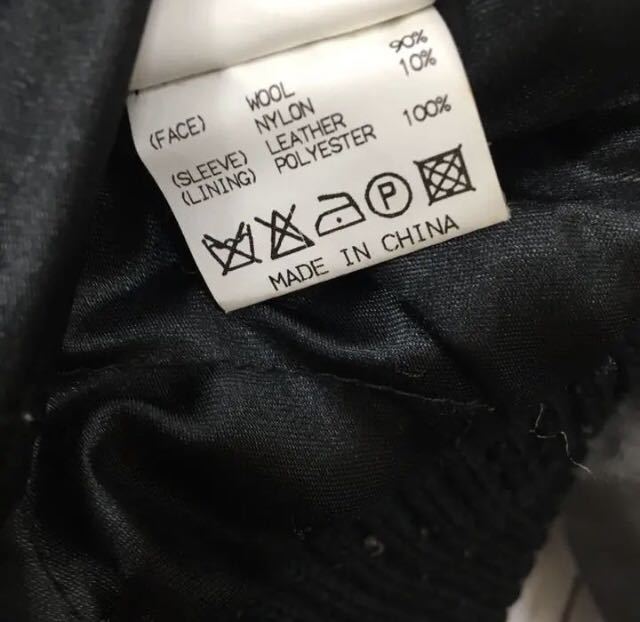 (FACE) WOOL 90%
NYLON 10%
(SLEEVE) LEATHER
(LINING) POLYESTER 100%
P
MADE IN CHINA